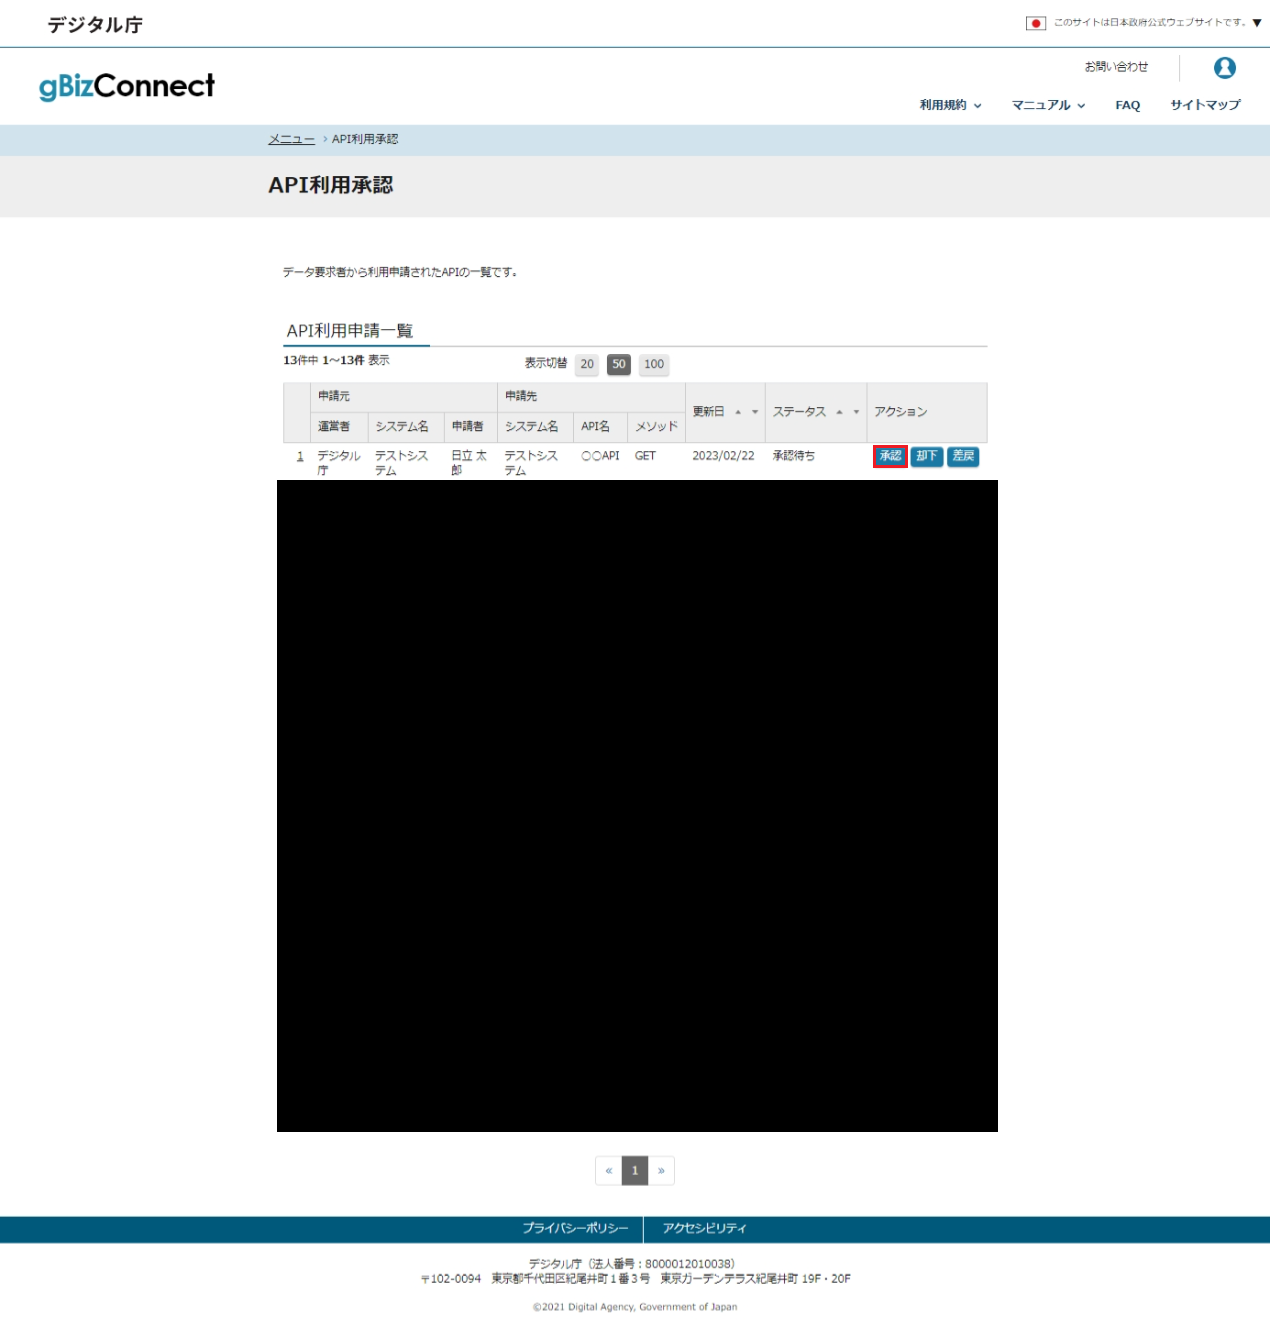 デジタル庁
このサイトは日本政府公式ウェブサイトです。▼
gBizConnect
お問い合わせ
利用規約 マニュアル FAQ サイトマップ
メニュー › API利用承認
API利用承認
データ要求者から利用申請されたAPIの一覧です。
API利用申請一覧
13件中 1～13件 表示 表示切替 20 50 100
申請元 申請先
更新日 ▲ ▼ ステータス ▲ ▼ アクション
運営者 システム名 申請者 システム名 API名 メソッド
1 デジタル庁 テストシステム 日立 太郎 テストシステム 〇〇API GET 2023/02/22 承認待ち 承認 却下 差戻
« 1 »
プライバシーポリシー アクセシビリティ
デジタル庁（法人番号：8000012010038）
〒102-0094 東京都千代田区紀尾井町１番３号 東京ガーデンテラス紀尾井町 19F・20F
©2021 Digital Agency, Government of Japan